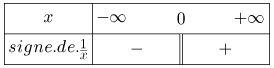 x −∞ 0 +∞
signe.de.1/x − +